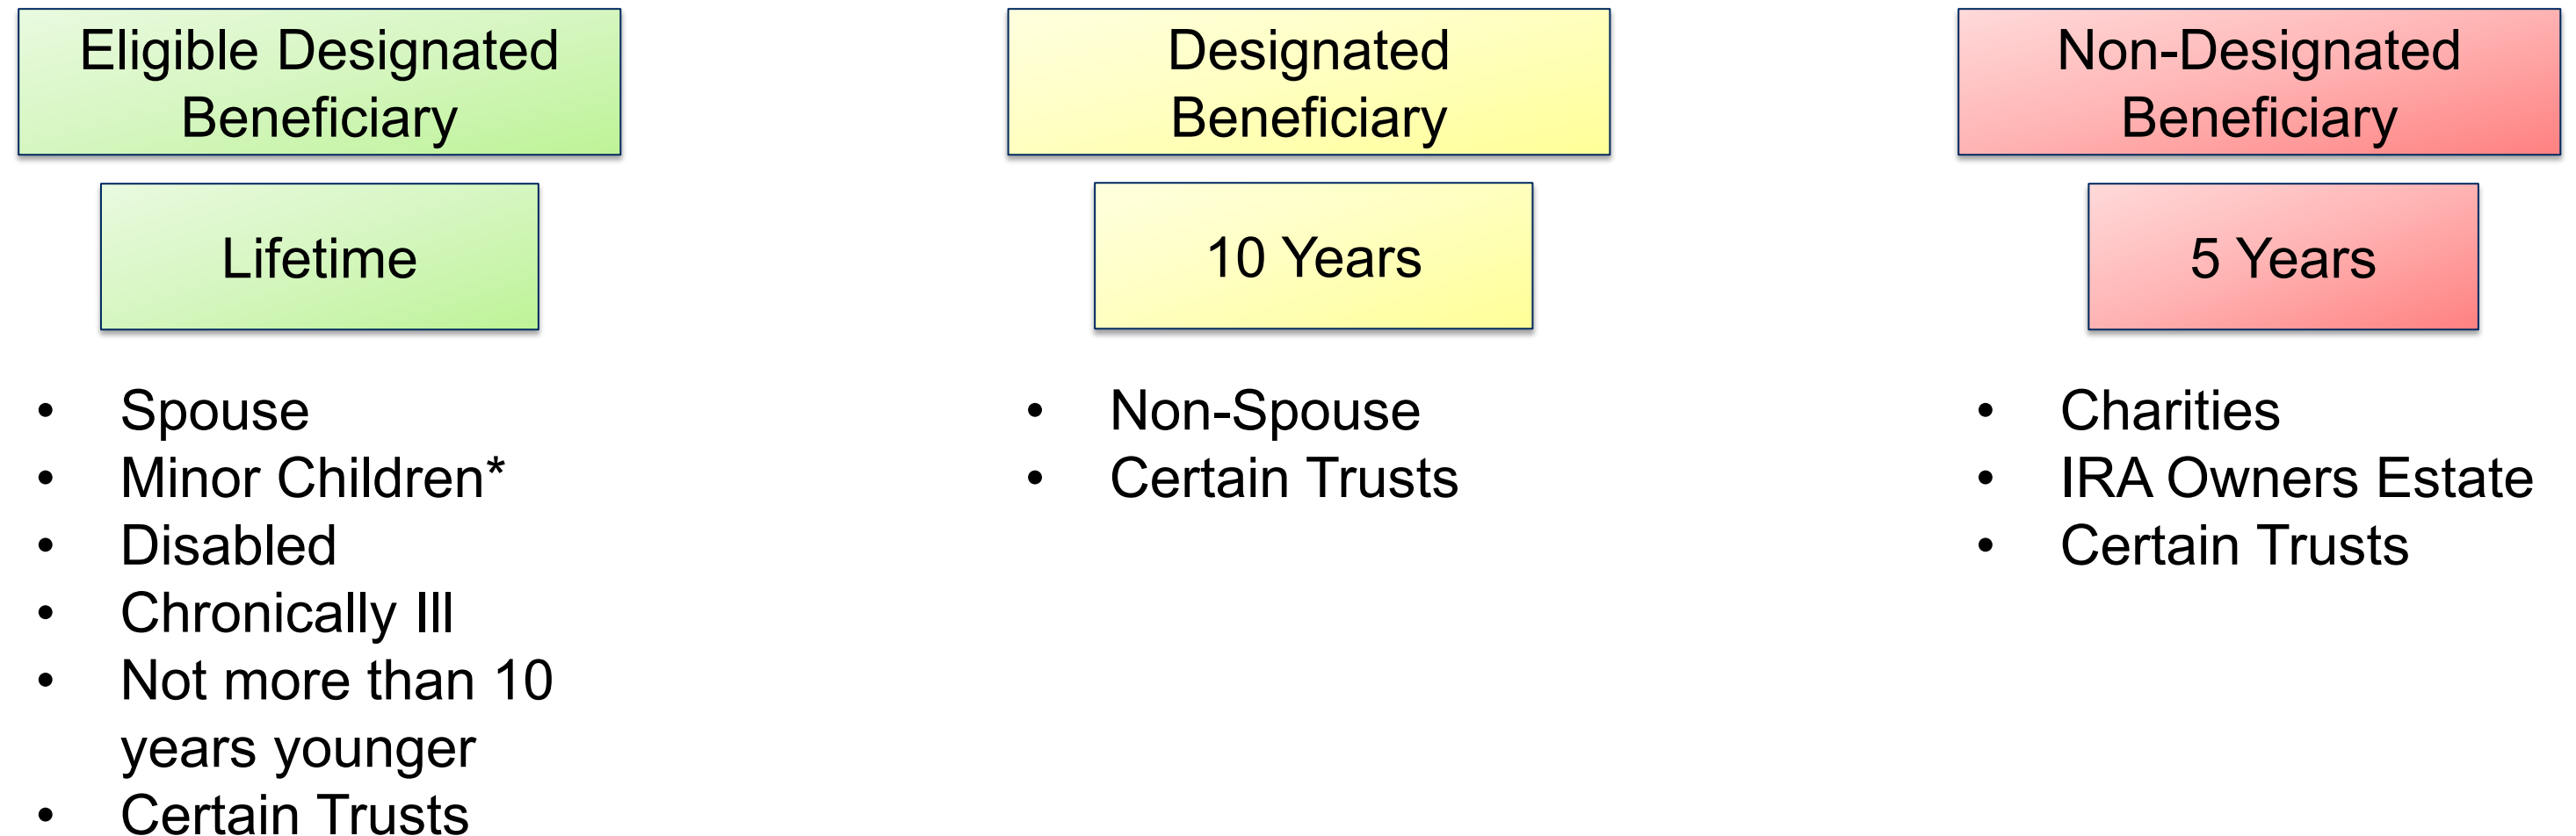 Eligible Designated
Beneficiary
Lifetime
• Spouse
• Minor Children*
• Disabled
• Chronically Ill
• Not more than 10
years younger
• Certain Trusts
Designated
Beneficiary
10 Years
• Non-Spouse
• Certain Trusts
Non-Designated
Beneficiary
5 Years
• Charities
• IRA Owners Estate
• Certain Trusts